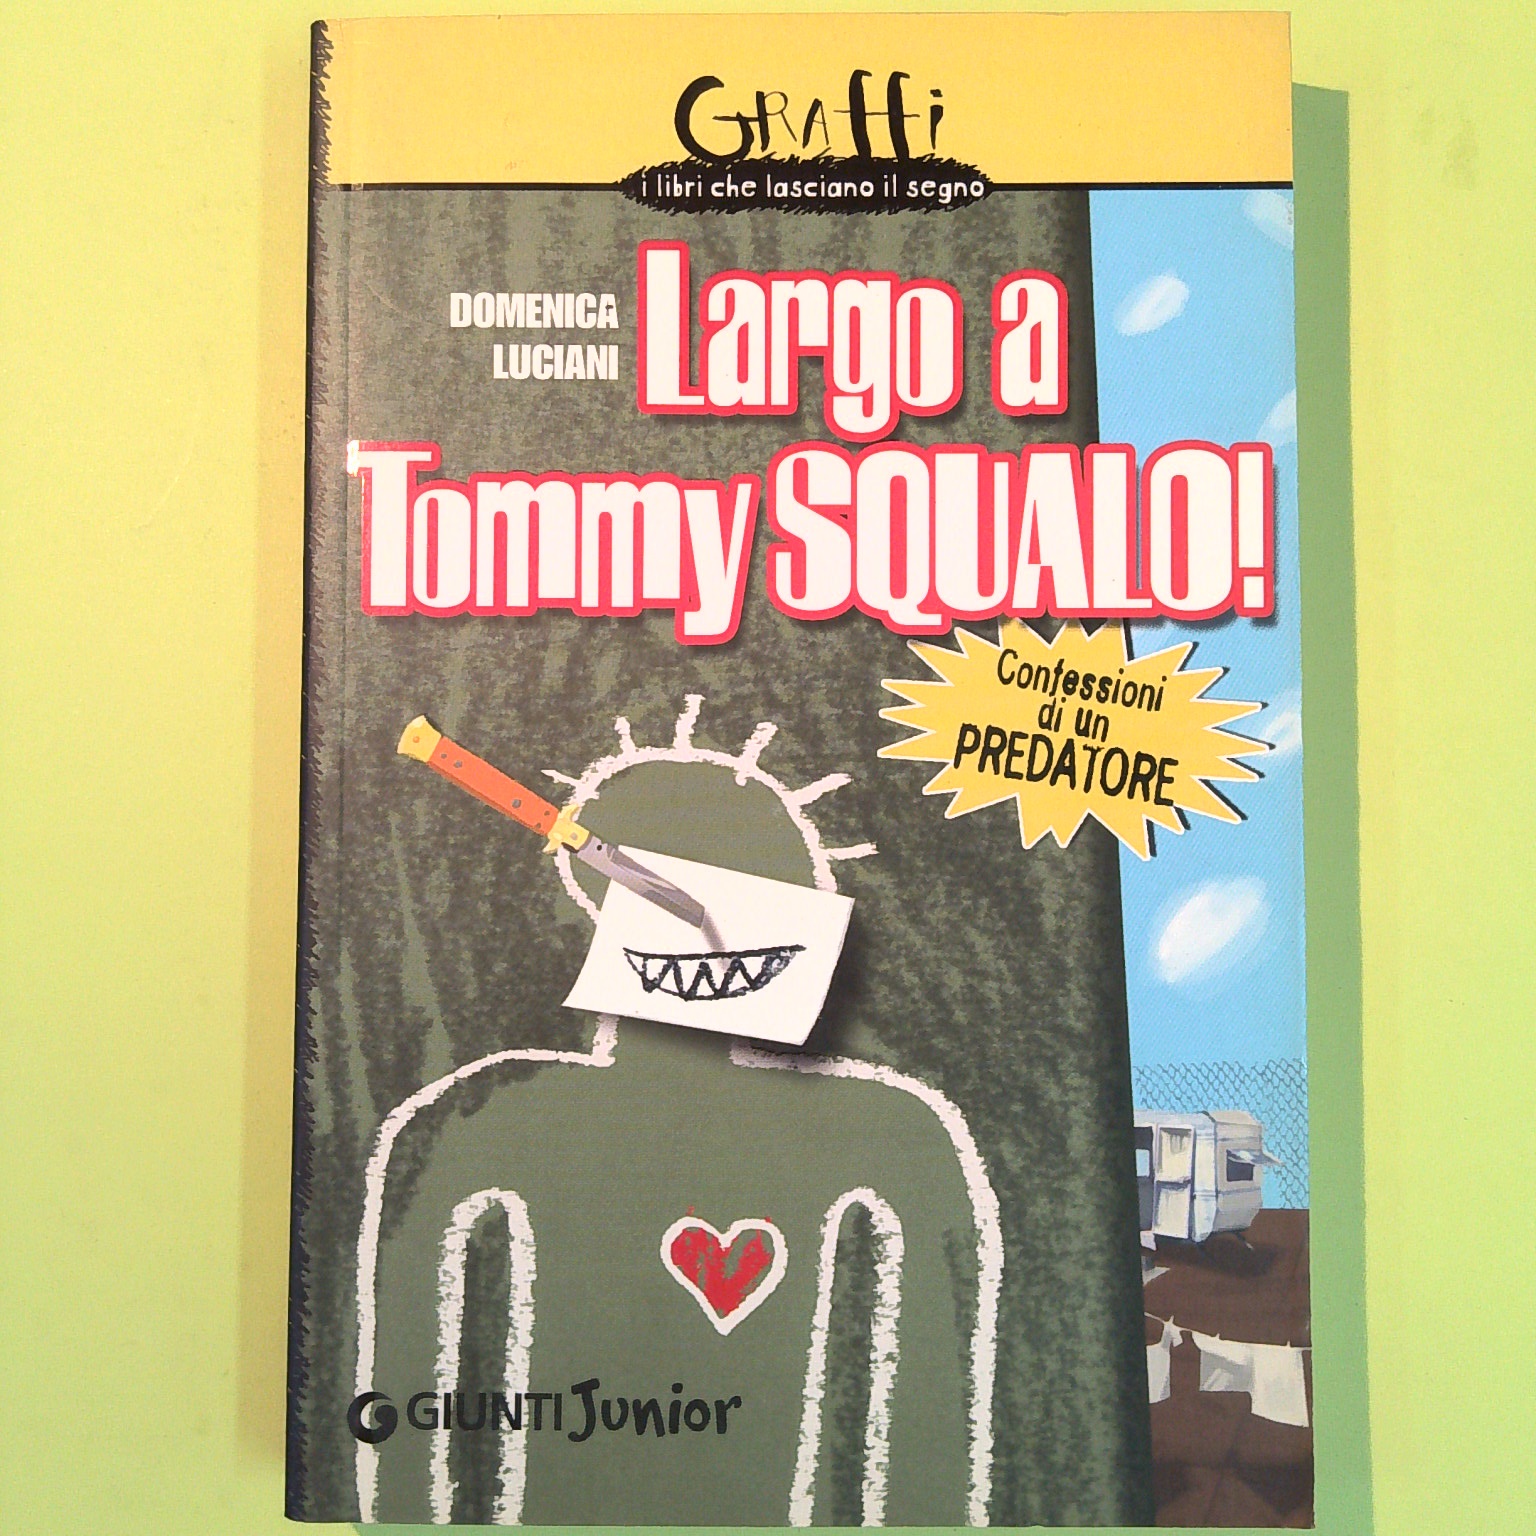 GRAffi
i libri che lasciano il segno
DOMENICA
LUCIANI
Largo a
Tommy SQUALO!
Confessioni
di un
PREDATORE
GIUNTI Junior